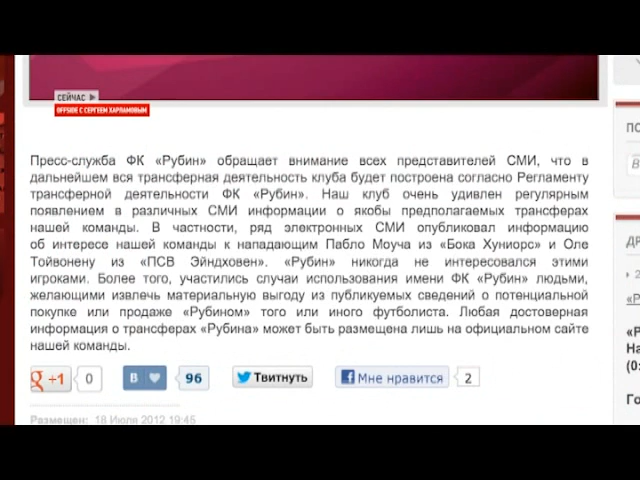 СЕЙЧАС
OFFSIDE С СЕРГЕЕМ ХАРЛАМОВЫМ
Пресс-служба ФК «Рубин» обращает внимание всех представителей СМИ, что в
дальнейшем вся трансферная деятельность клуба будет построена согласно Регламенту
трансферной деятельности ФК «Рубин». Наш клуб очень удивлен регулярным
появлением в различных СМИ информации о якобы предполагаемых трансферах
нашей команды. В частности, ряд электронных СМИ опубликовал информацию
об интересе нашей команды к нападающим Пабло Моуча из «Бока Хуниорс» и Оле
Тойвонену из «ПСВ Эйндховен». «Рубин» никогда не интересовался этими
игроками. Более того, участились случаи использования имени ФК «Рубин» людьми,
желающими извлечь материальную выгоду из публикуемых сведений о потенциальной
покупке или продаже «Рубином» того или иного футболиста. Любая достоверная
информация о трансферах «Рубина» может быть размещена лишь на официальном сайте
нашей команды.
g +1 0 В 96 Твитнуть Мне нравится 2
Размещен: 18 Июля 2012 19:45
ПО
В
ДР
2
«Р
«Р
На
(0:
Го